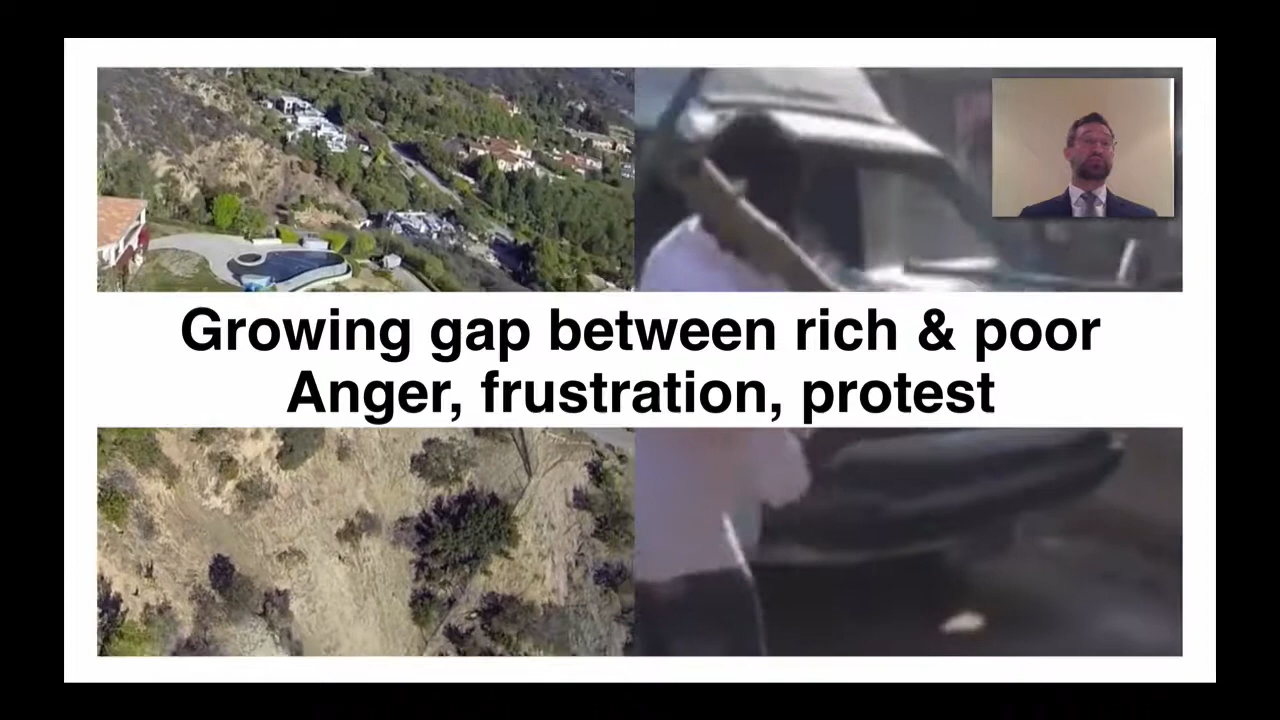 Growing gap between rich & poor
Anger, frustration, protest